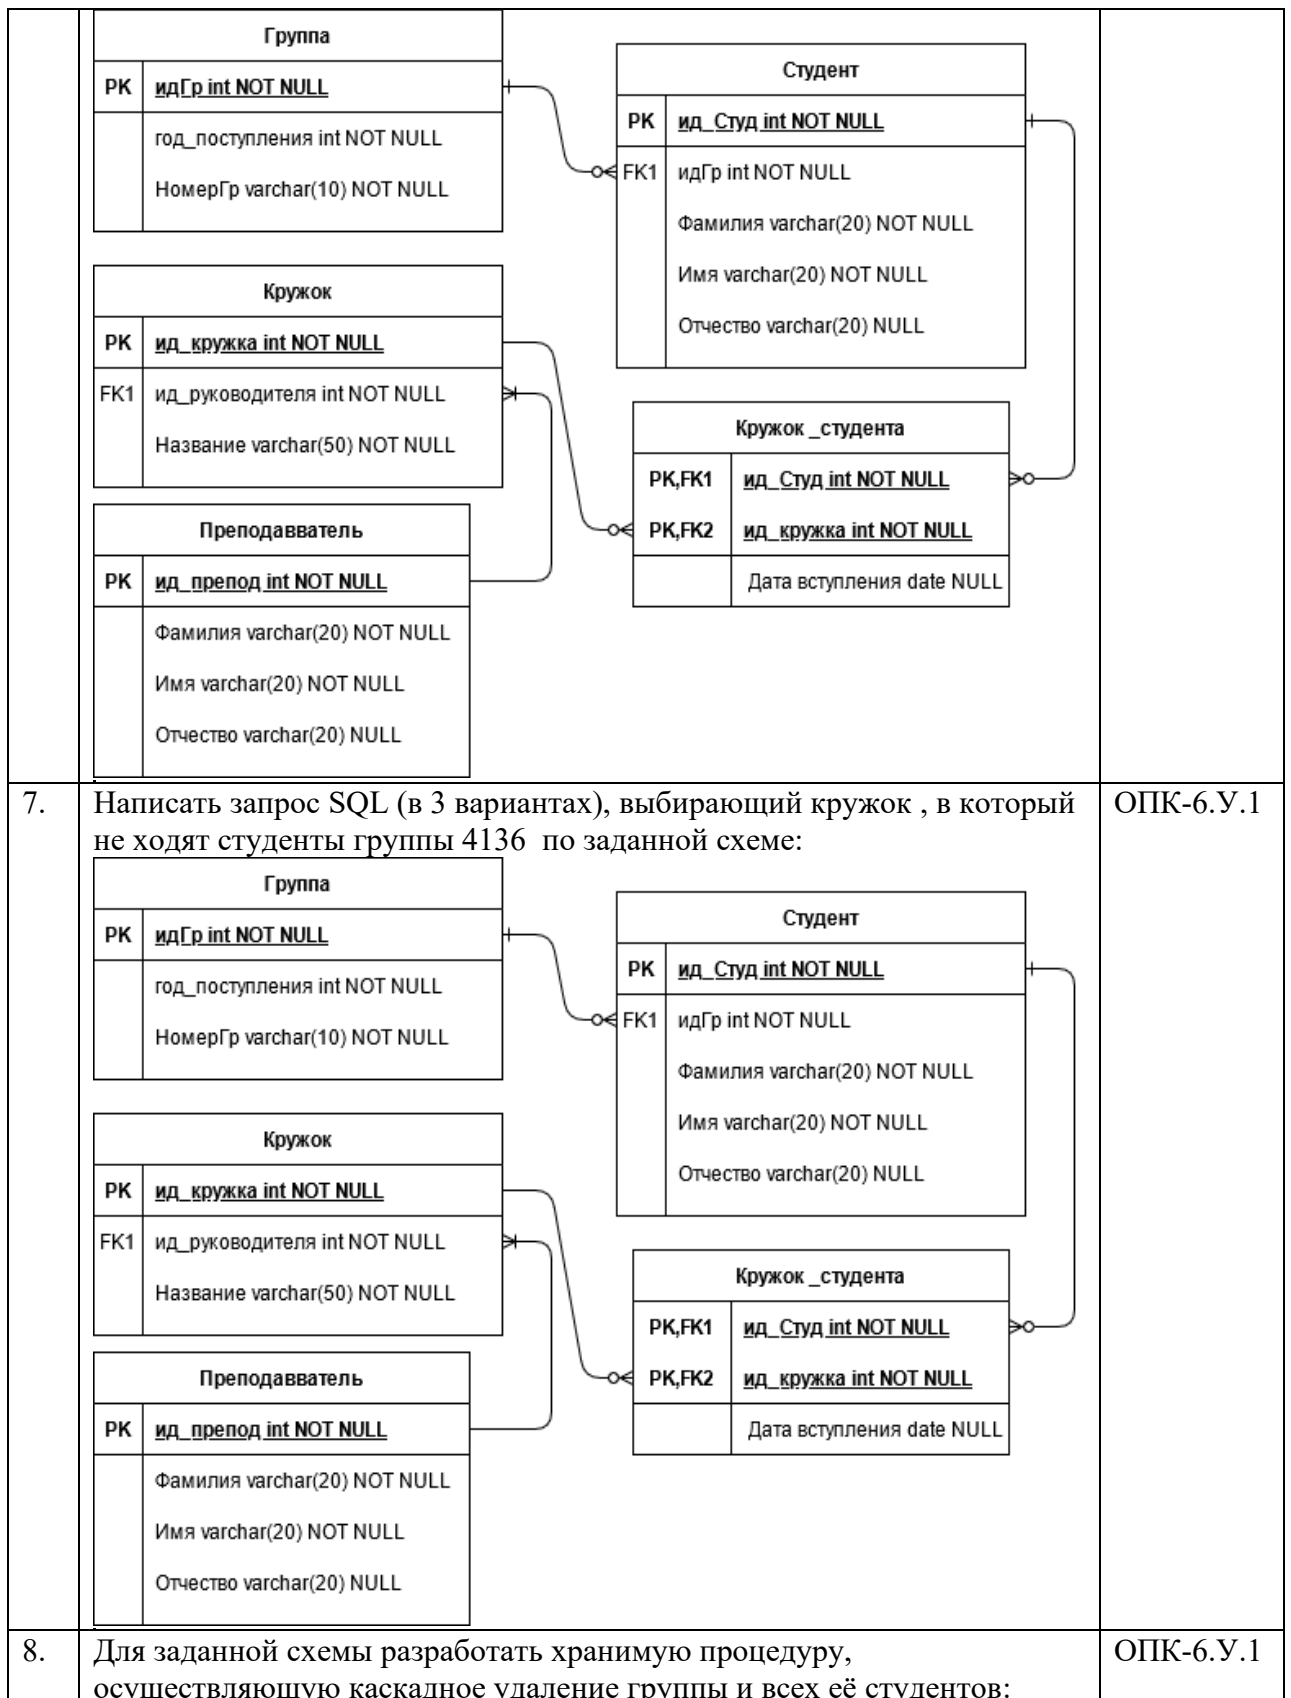 Группа
PK идГр int NOT NULL
год_поступления int NOT NULL
НомерГр varchar(10) NOT NULL
Студент
PK ид_Студ int NOT NULL
FK1 идГр int NOT NULL
Фамилия varchar(20) NOT NULL
Имя varchar(20) NOT NULL
Отчество varchar(20) NULL
Кружок
PK ид_кружка int NOT NULL
FK1 ид_руководителя int NOT NULL
Название varchar(50) NOT NULL
Кружок _студента
PK,FK1 ид_Студ int NOT NULL
PK,FK2 ид_кружка int NOT NULL
Дата вступления date NULL
Преподавватель
PK ид_препод int NOT NULL
Фамилия varchar(20) NOT NULL
Имя varchar(20) NOT NULL
Отчество varchar(20) NULL
7. Написать запрос SQL (в 3 вариантах), выбирающий кружок , в который ОПК-6.У.1
не ходят студенты группы 4136 по заданной схеме:
Группа
PK идГр int NOT NULL
год_поступления int NOT NULL
НомерГр varchar(10) NOT NULL
Студент
PK ид_Студ int NOT NULL
FK1 идГр int NOT NULL
Фамилия varchar(20) NOT NULL
Имя varchar(20) NOT NULL
Отчество varchar(20) NULL
Кружок
PK ид_кружка int NOT NULL
FK1 ид_руководителя int NOT NULL
Название varchar(50) NOT NULL
Кружок _студента
PK,FK1 ид_Студ int NOT NULL
PK,FK2 ид_кружка int NOT NULL
Дата вступления date NULL
Преподавватель
PK ид_препод int NOT NULL
Фамилия varchar(20) NOT NULL
Имя varchar(20) NOT NULL
Отчество varchar(20) NULL
8. Для заданной схемы разработать хранимую процедуру, ОПК-6.У.1
осуществляющую каскадное удаление группы и всех её студентов: